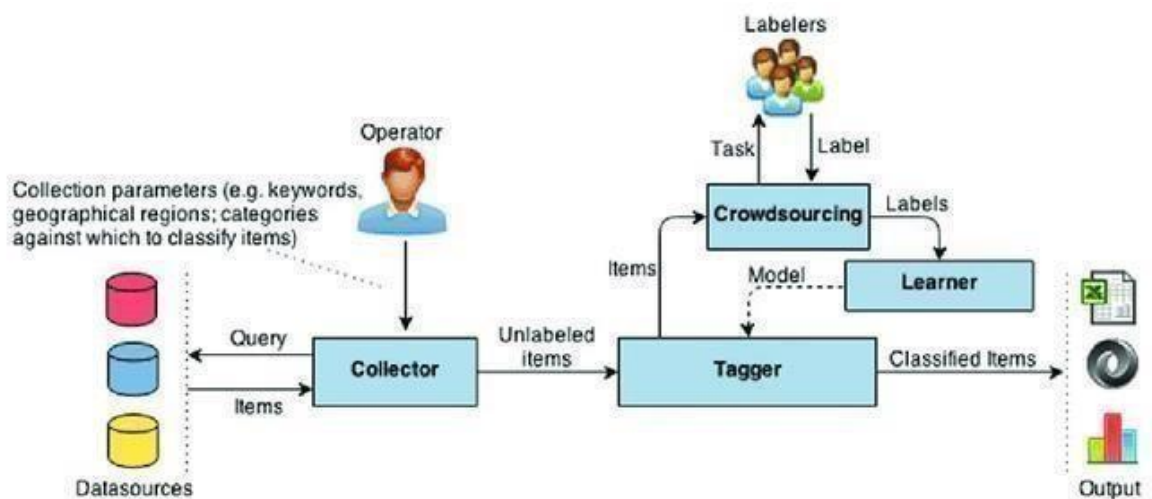 Labelers
Operator
Task
Label
Collection parameters (e.g. keywords,
geographical regions; categories
against which to classify items)
Crowdsourcing
Labels
Items
Model
Learner
Query
Unlabeled
items
Collector
Tagger
Classified Items
Items
Datasources
Output